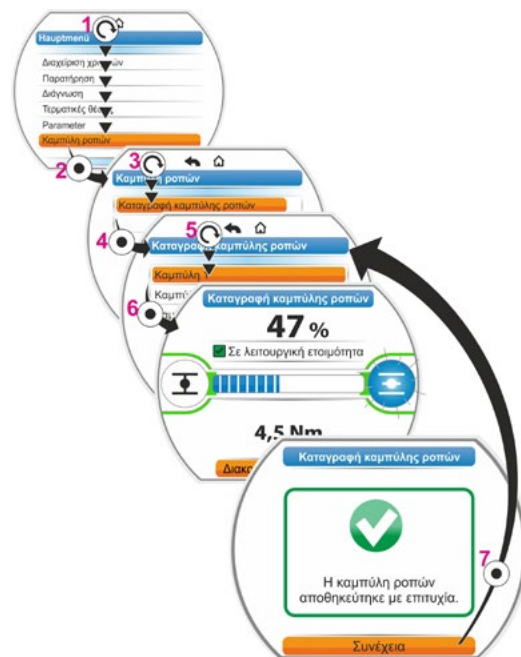 1
Hauptmenü
Διαχείριση
Παρατήρηση
Διάγνωση
Τερματικές
Parameter
Καμπύλη ροπών
2
3
Καμπύλη ροπών
Καταγραφή καμπύλης ροπών
4
5
Καταγραφή καμπύλης ροπών
Καμπύλη 1
6
Καταγραφή καμπύλης ροπών
47 %
Σε λειτουργική ετοιμότητα
4,5 Nm
Καταγραφή καμπύλης ροπών
Η καμπύλη ροπών
αποθηκεύτηκε με επιτυχία.
7
Συνέχεια